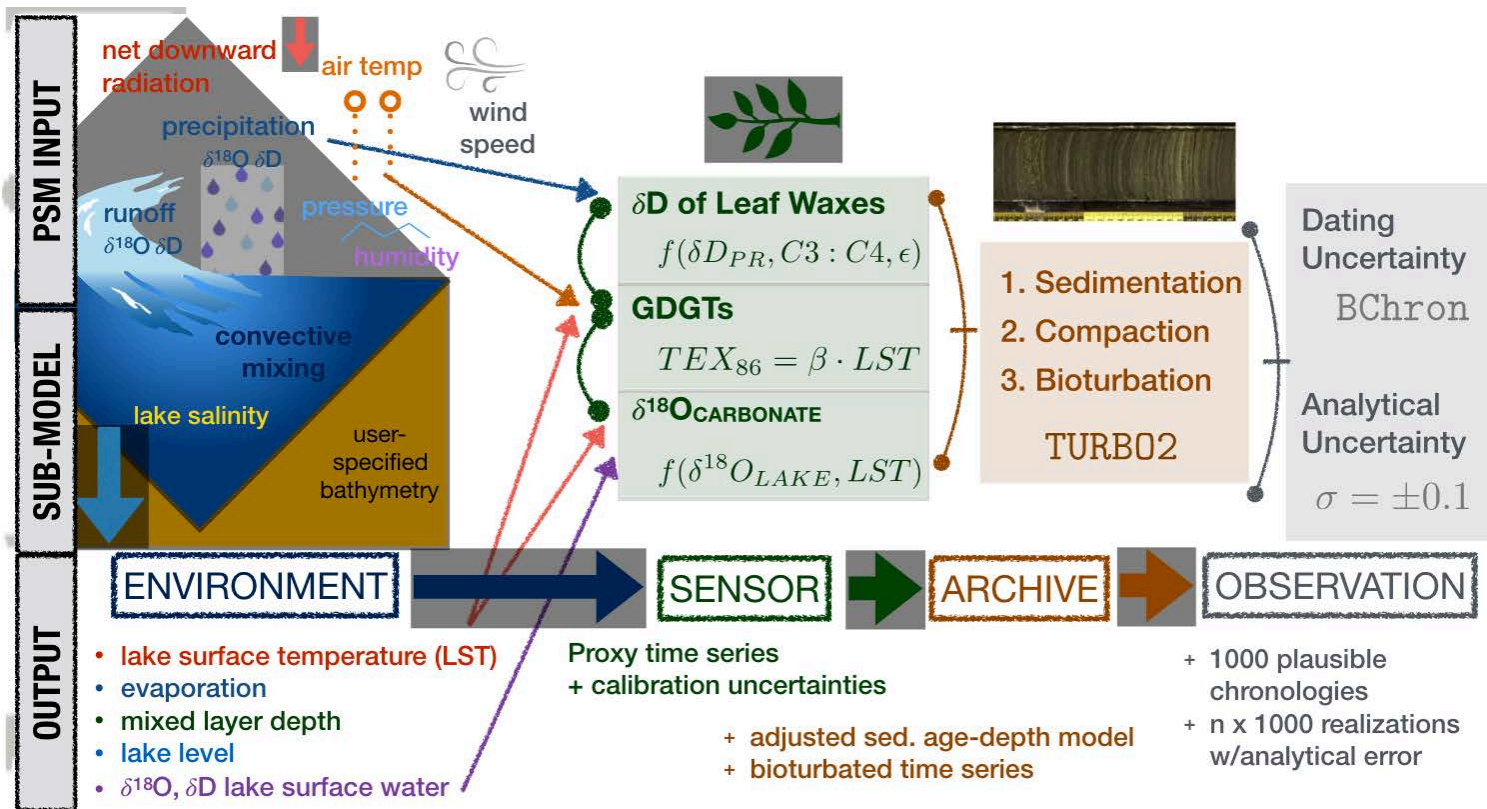 PSM INPUT
SUB-MODEL
OUTPUT
net downward
radiation
air temp
wind
speed
precipitation
δ¹⁸O δD
runoff
δ¹⁸O δD
pressure
humidity
convective
mixing
lake salinity
user-
specified
bathymetry
δD of Leaf Waxes
f(δD_{PR}, C3 : C4, ϵ)
GDGTs
TEX₈₆ = β · LST
δ¹⁸OCARBONATE
f(δ¹⁸O_{LAKE}, LST)
1. Sedimentation
2. Compaction
3. Bioturbation
TURBO2
Dating
Uncertainty
BChron
Analytical
Uncertainty
σ = ±0.1
ENVIRONMENT
SENSOR
ARCHIVE
OBSERVATION
• lake surface temperature (LST)
• evaporation
• mixed layer depth
• lake level
• δ¹⁸O, δD lake surface water
Proxy time series
+ calibration uncertainties
+ adjusted sed. age-depth model
+ bioturbated time series
+ 1000 plausible
chronologies
+ n x 1000 realizations
w/analytical error